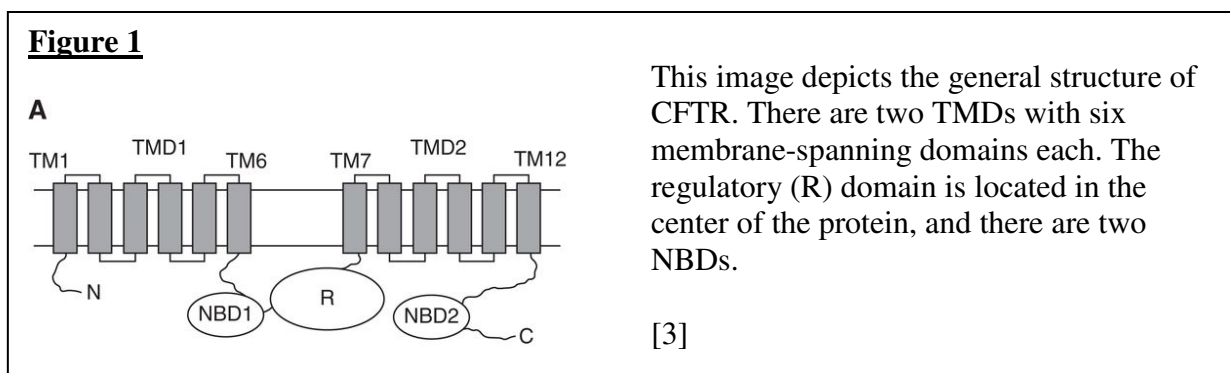 Figure 1
A
TM1
TMD1
TM6
TM7
TMD2
TM12
N
NBD1
R
NBD2
C
This image depicts the general structure of
CFTR. There are two TMDs with six
membrane-spanning domains each. The
regulatory (R) domain is located in the
center of the protein, and there are two
NBDs.
[3]